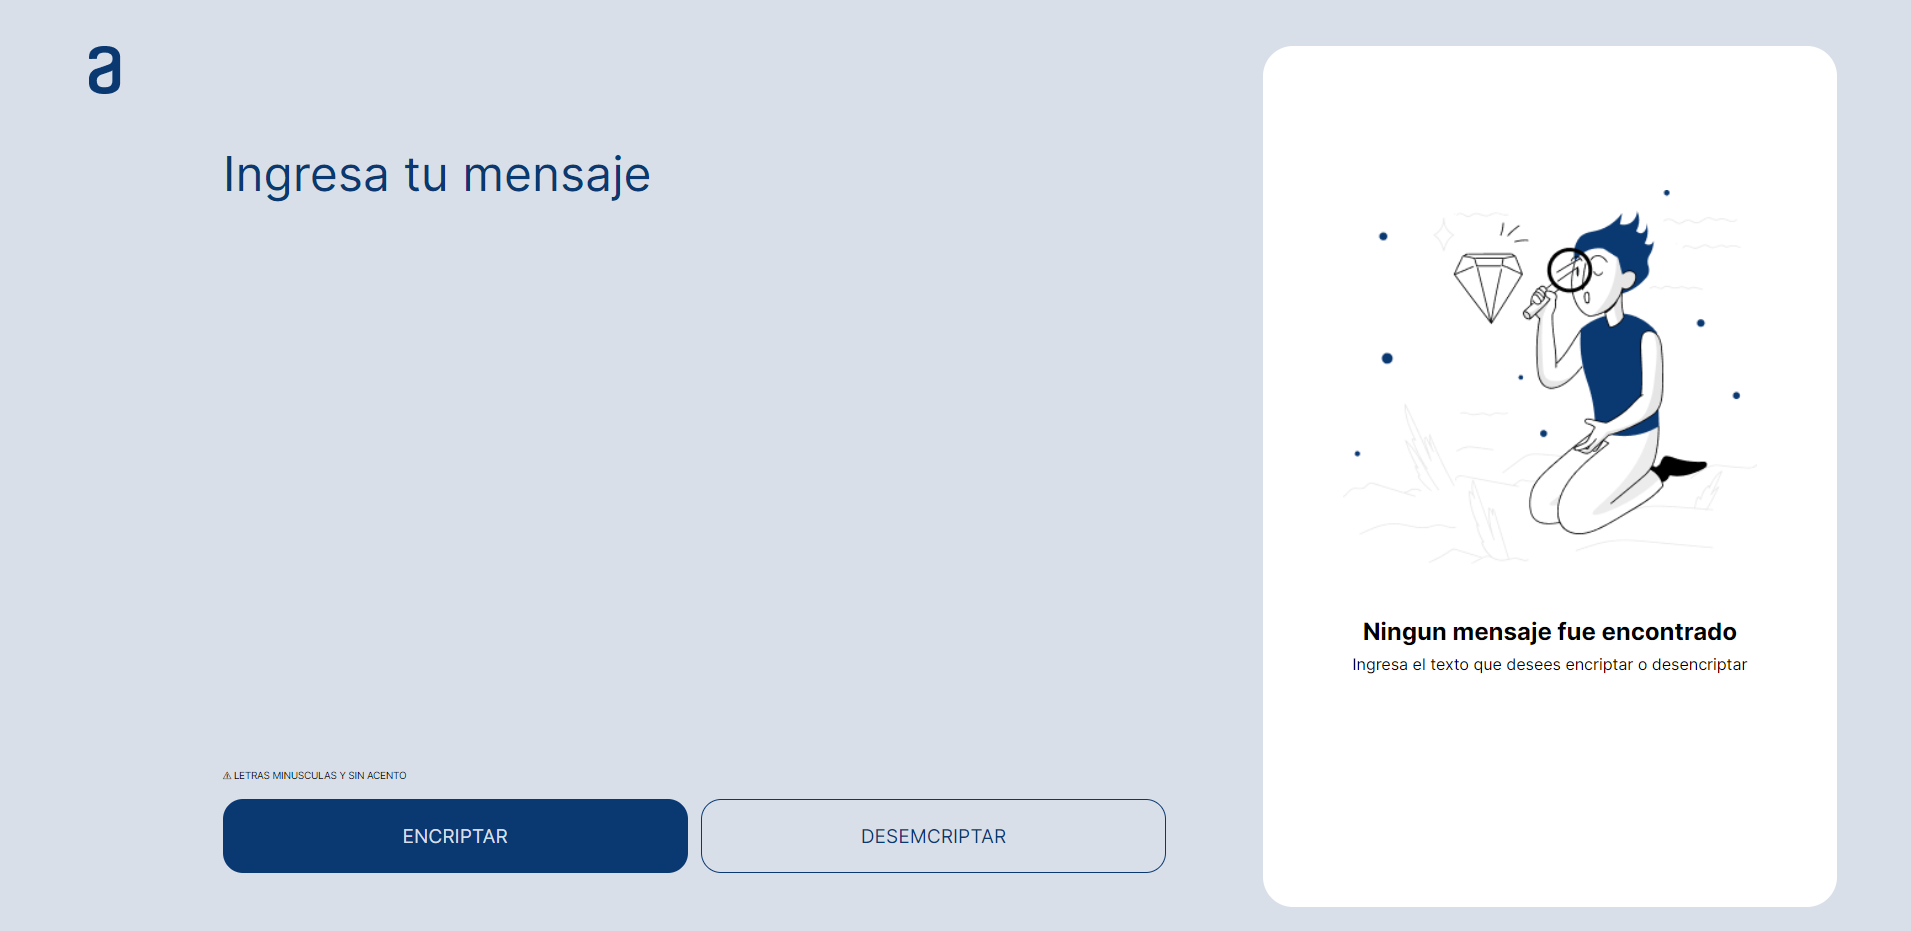 a
Ingresa tu mensaje
Ningun mensaje fue encontrado
Ingresa el texto que desees encriptar o desencriptar
⚠ LETRAS MINUSCULAS Y SIN ACENTO
ENCRIPTAR
DESEMCRIPTAR